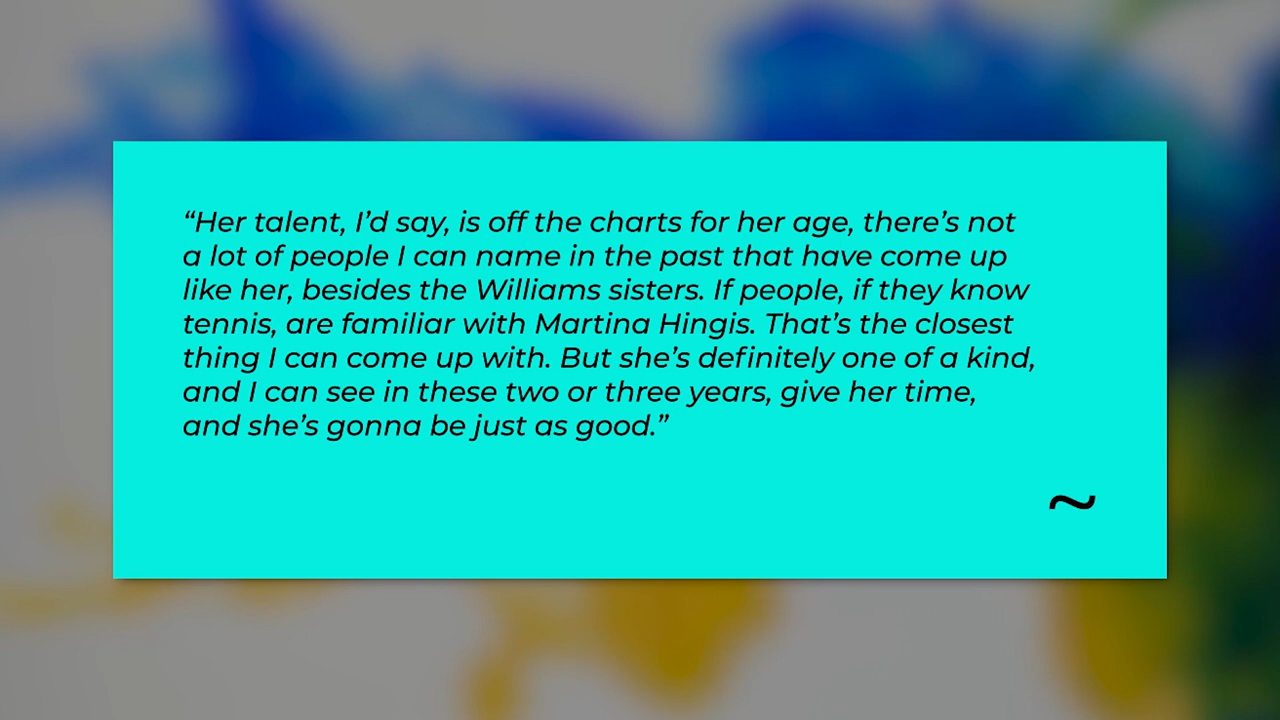 “Her talent, I’d say, is off the charts for her age, there’s not
a lot of people I can name in the past that have come up
like her, besides the Williams sisters. If people, if they know
tennis, are familiar with Martina Hingis. That’s the closest
thing I can come up with. But she’s definitely one of a kind,
and I can see in these two or three years, give her time,
and she’s gonna be just as good.”
~